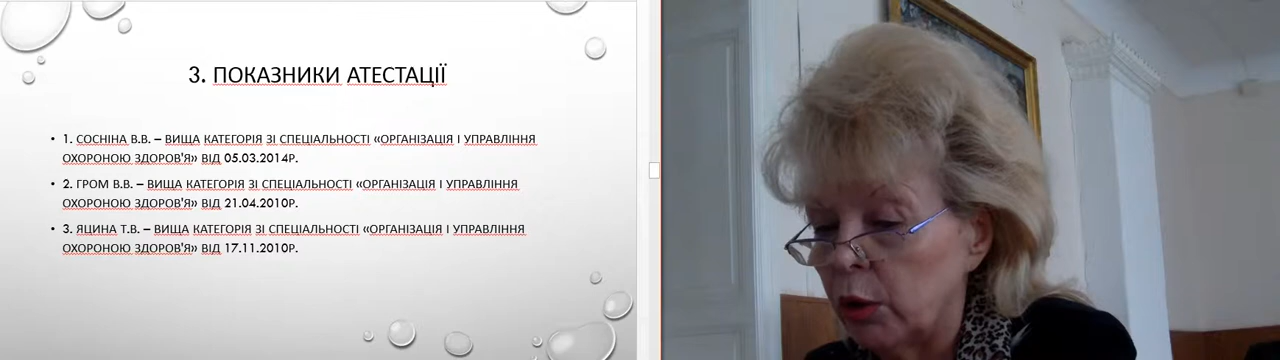 3. ПОКАЗНИКИ АТЕСТАЦІЇ
• 1. СОСНІНА В.В. – ВИЩА КАТЕГОРІЯ ЗІ СПЕЦІАЛЬНОСТІ «ОРГАНІЗАЦІЯ І УПРАВЛІННЯ
ОХОРОНОЮ ЗДОРОВ'Я» ВІД 05.03.2014Р.
• 2. ГРОМ В.В. – ВИЩА КАТЕГОРІЯ ЗІ СПЕЦІАЛЬНОСТІ «ОРГАНІЗАЦІЯ І УПРАВЛІННЯ
ОХОРОНОЮ ЗДОРОВ'Я» ВІД 21.04.2010Р.
• 3. ЯЦИНА Т.В. – ВИЩА КАТЕГОРІЯ ЗІ СПЕЦІАЛЬНОСТІ «ОРГАНІЗАЦІЯ І УПРАВЛІННЯ
ОХОРОНОЮ ЗДОРОВ'Я» ВІД 17.11.2010Р.